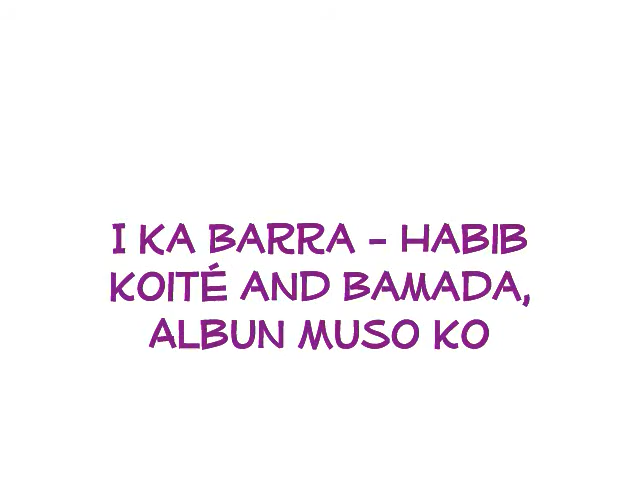 I KA BARRA - HABIB
KOITÉ AND BAMADA,
ALBUN MUSO KO